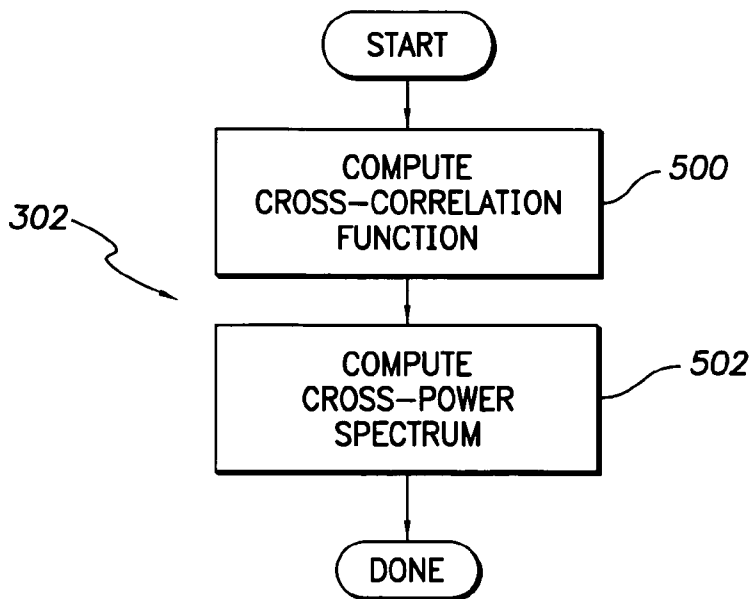 START
COMPUTE
CROSS-CORRELATION
FUNCTION
500
302
COMPUTE
CROSS-POWER
SPECTRUM
502
DONE